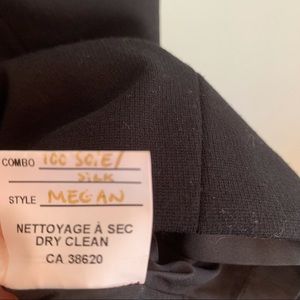 COMBO 100 SOIE/
SILK
STYLE MEGAN
NETTOYAGE À SEC
DRY CLEAN
CA 38620